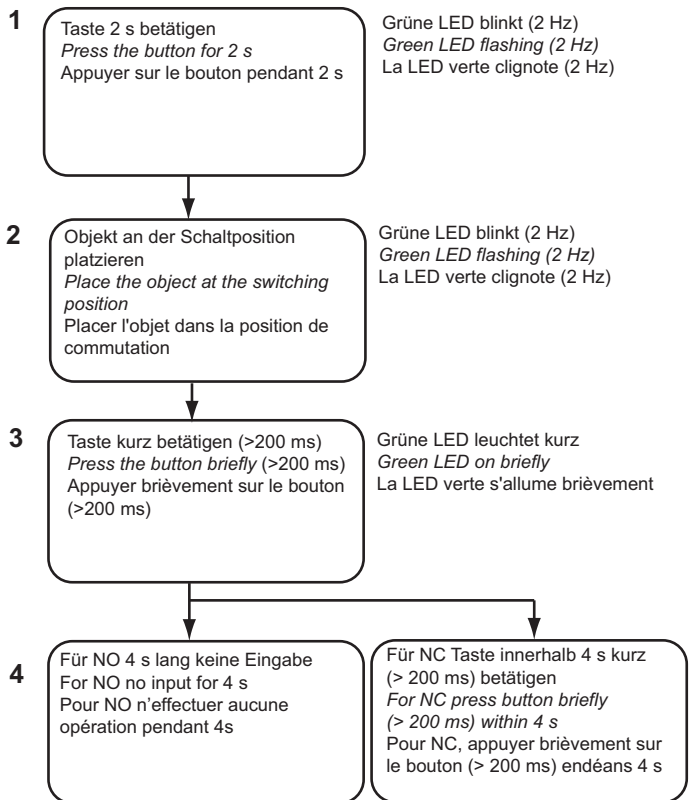 1
Taste 2 s betätigen
Press the button for 2 s
Appuyer sur le bouton pendant 2 s
Grüne LED blinkt (2 Hz)
Green LED flashing (2 Hz)
La LED verte clignote (2 Hz)
2
Objekt an der Schaltposition
platzieren
Place the object at the switching
position
Placer l'objet dans la position de
commutation
Grüne LED blinkt (2 Hz)
Green LED flashing (2 Hz)
La LED verte clignote (2 Hz)
3
Taste kurz betätigen (>200 ms)
Press the button briefly (>200 ms)
Appuyer brièvement sur le bouton
(>200 ms)
Grüne LED leuchtet kurz
Green LED on briefly
La LED verte s'allume brièvement
4
Für NO 4 s lang keine Eingabe
For NO no input for 4 s
Pour NO n'effectuer aucune
opération pendant 4s
Für NC Taste innerhalb 4 s kurz
(> 200 ms) betätigen
For NC press button briefly
(> 200 ms) within 4 s
Pour NC, appuyer brièvement sur
le bouton (> 200 ms) endéans 4 s